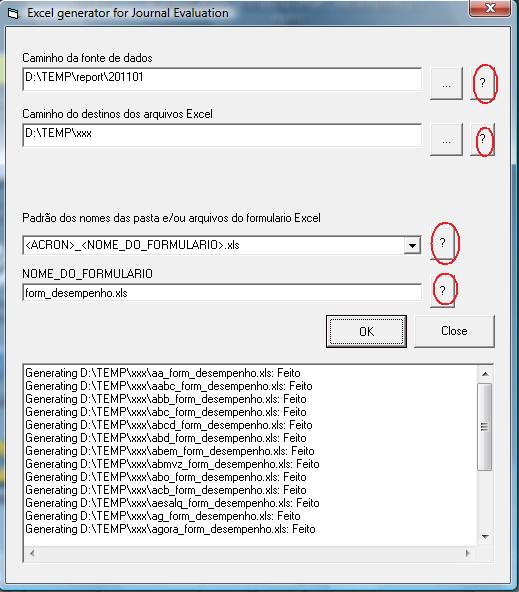 Excel generator for Journal Evaluation
Caminho da fonte de dados
D:\TEMP\report\201101
... ?
Caminho do destinos dos arquivos Excel
D:\TEMP\xxx
... ?
Padrão dos nomes das pasta e/ou arquivos do formulario Excel
<ACRON>_<NOME_DO_FORMULARIO>.xls
?
NOME_DO_FORMULARIO
form_desempenho.xls
?
OK Close
Generating D:\TEMP\xxx\aa_form_desempenho.xls: Feito
Generating D:\TEMP\xxx\aabc_form_desempenho.xls: Feito
Generating D:\TEMP\xxx\abb_form_desempenho.xls: Feito
Generating D:\TEMP\xxx\abc_form_desempenho.xls: Feito
Generating D:\TEMP\xxx\abcd_form_desempenho.xls: Feito
Generating D:\TEMP\xxx\abd_form_desempenho.xls: Feito
Generating D:\TEMP\xxx\abem_form_desempenho.xls: Feito
Generating D:\TEMP\xxx\abmvz_form_desempenho.xls: Feito
Generating D:\TEMP\xxx\abo_form_desempenho.xls: Feito
Generating D:\TEMP\xxx\acb_form_desempenho.xls: Feito
Generating D:\TEMP\xxx\aesalq_form_desempenho.xls: Feito
Generating D:\TEMP\xxx\ag_form_desempenho.xls: Feito
Generating D:\TEMP\xxx\agora_form_desempenho.xls: Feito